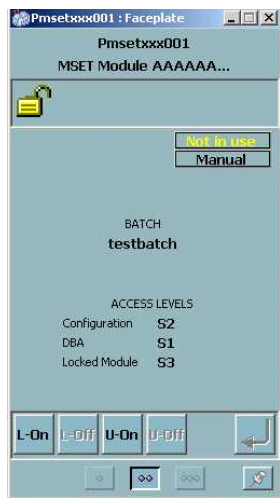 Pmsetxxx001 : Faceplate
Pmsetxxx001
MSET Module AAAAAA...
Not in use
Manual
BATCH
testbatch
ACCESS LEVELS
Configuration S2
DBA S1
Locked Module S3
L-On L-Off U-On U-Off